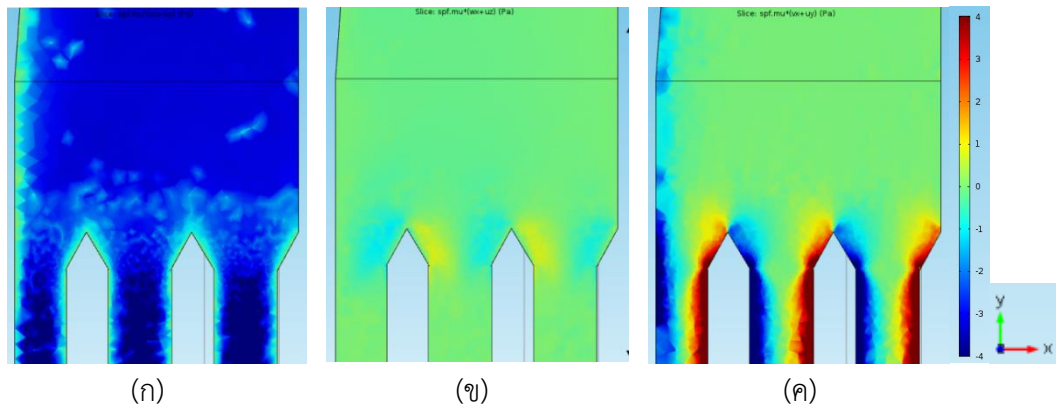 Slice: spf.mu*(wx+uz) (Pa)
Slice: spf.mu*(vx+uy) (Pa)
4
3
2
1
0
-1
-2
-3
-4
y
x
(ก)
(ข)
(ค)